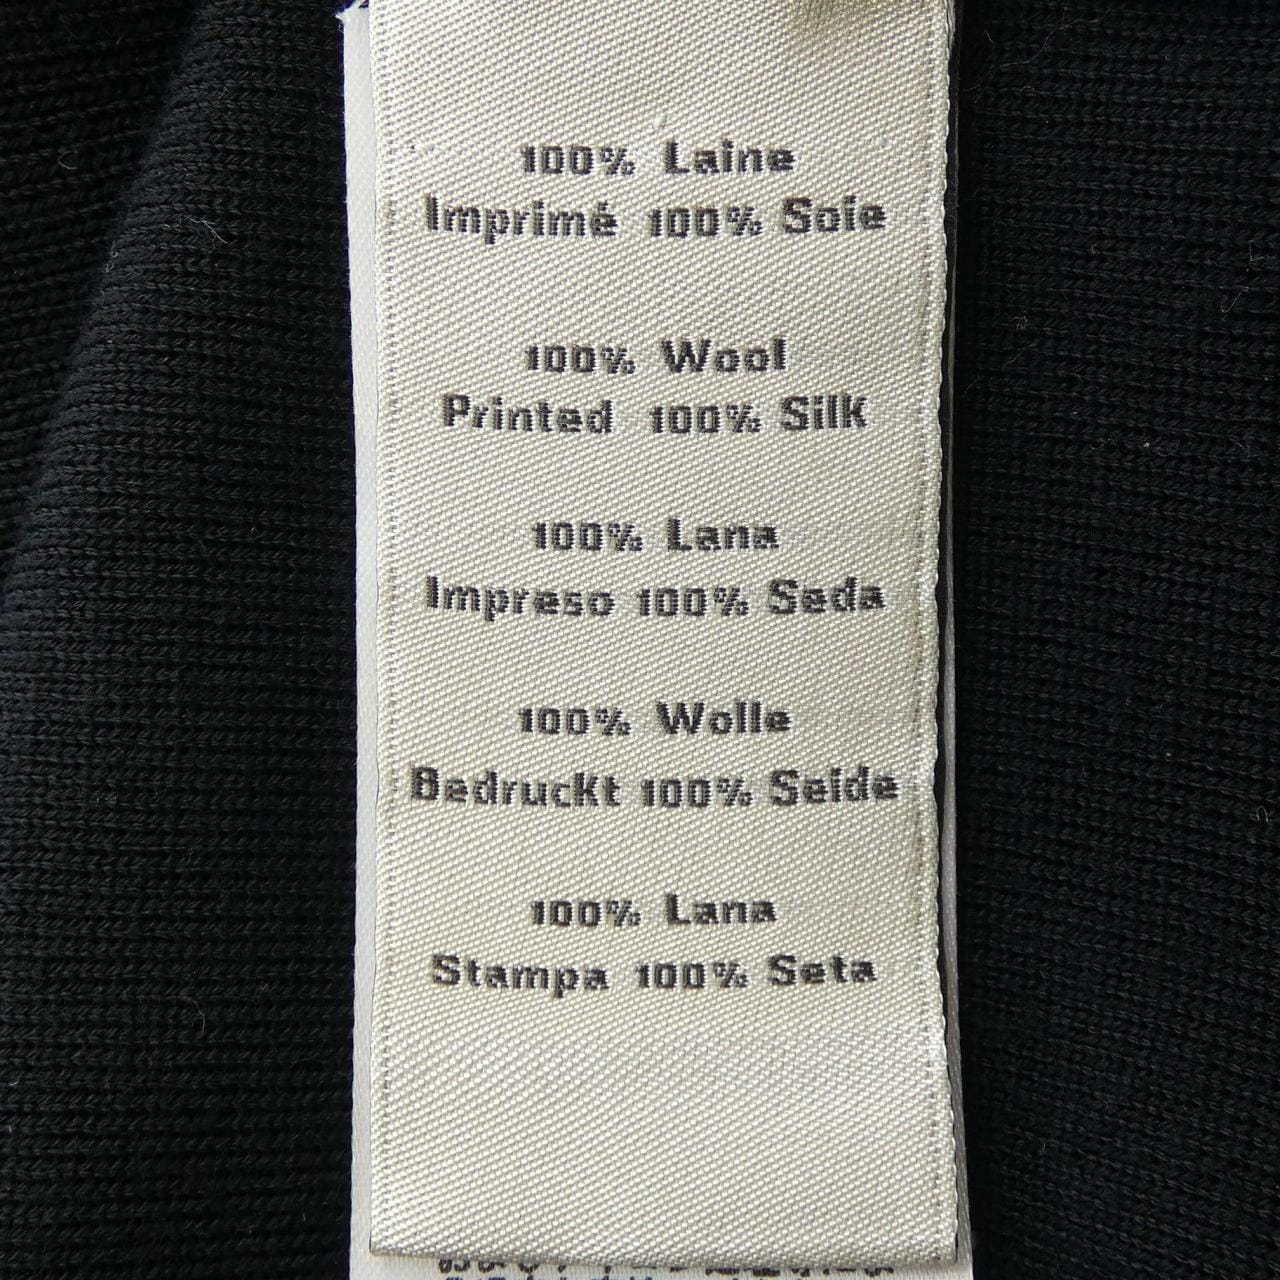 100% Laine
Imprimé 100% Soie
100% Wool
Printed 100% Silk
100% Lana
Impreso 100% Seda
100% Wolle
Bedruckt 100% Seide
100% Lana
Stampa 100% Seta